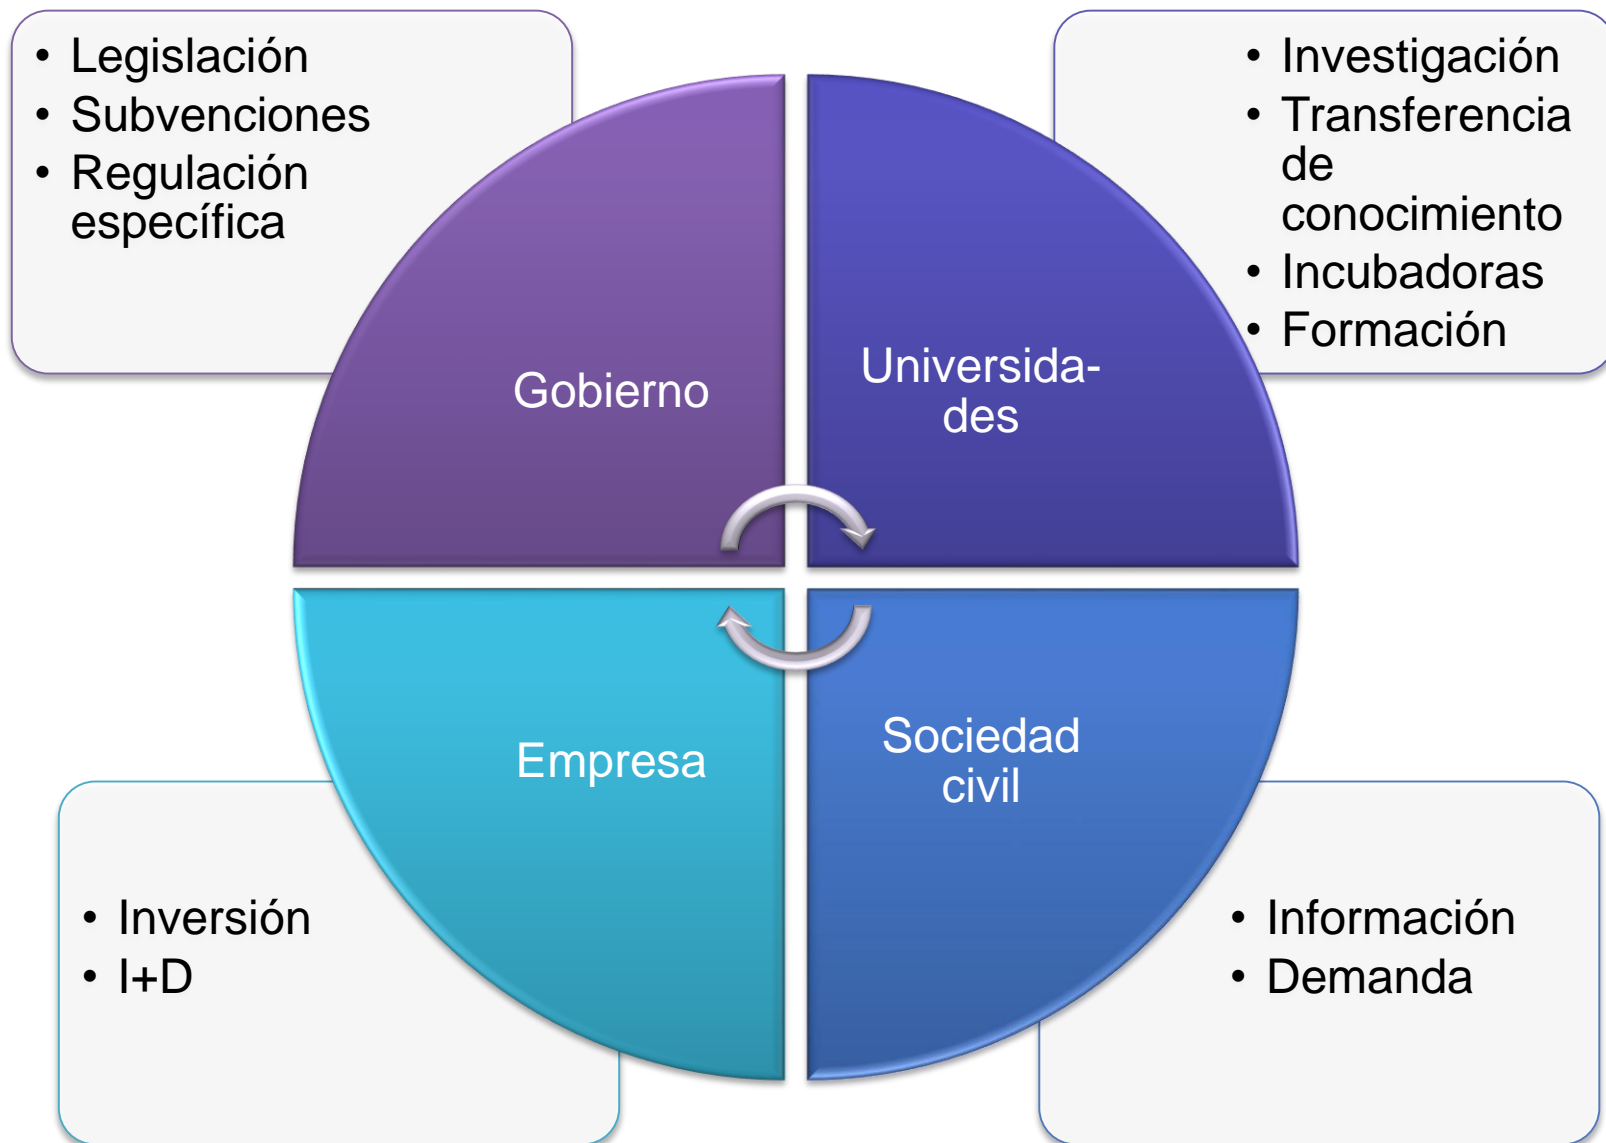 • Legislación
• Subvenciones
• Regulación
específica
• Investigación
• Transferencia
de
conocimiento
• Incubadoras
• Formación
Gobierno
Universida-
des
Empresa
Sociedad
civil
• Inversión
• I+D
• Información
• Demanda